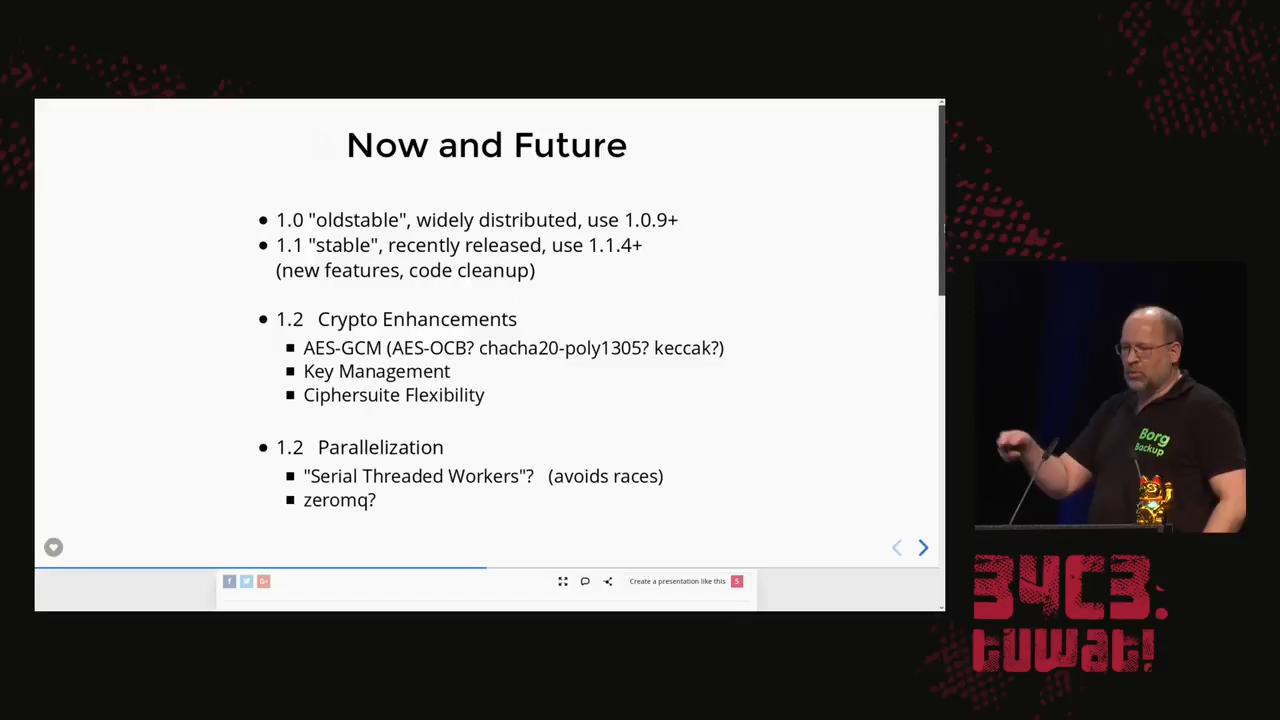 Now and Future
● 1.0 "oldstable", widely distributed, use 1.0.9+
● 1.1 "stable", recently released, use 1.1.4+
(new features, code cleanup)
● 1.2 Crypto Enhancements
■ AES-GCM (AES-OCB? chacha20-poly1305? keccak?)
■ Key Management
■ Ciphersuite Flexibility
● 1.2 Parallelization
■ "Serial Threaded Workers"? (avoids races)
■ zeromq?
Create a presentation like this
S
Borg
Backup
34C3.
tuwat!